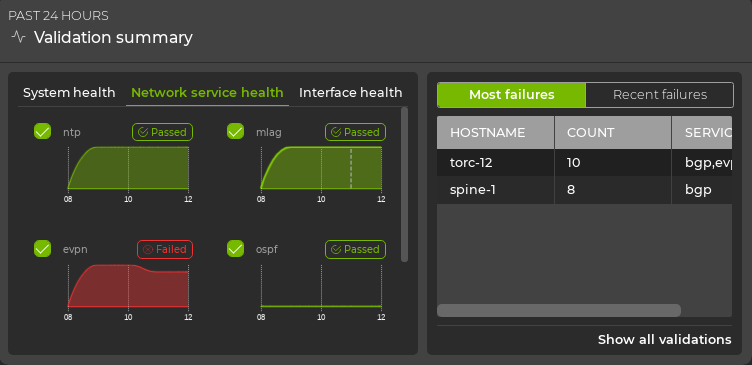 PAST 24 HOURS
Validation summary
System health Network service health Interface health
ntp Passed mlag Passed
08 10 12 08 10 12
evpn Failed ospf Passed
08 10 12 08 10 12
Most failures Recent failures
HOSTNAME COUNT SERVIC
torc-12 10 bgp,evp
spine-1 8 bgp
Show all validations